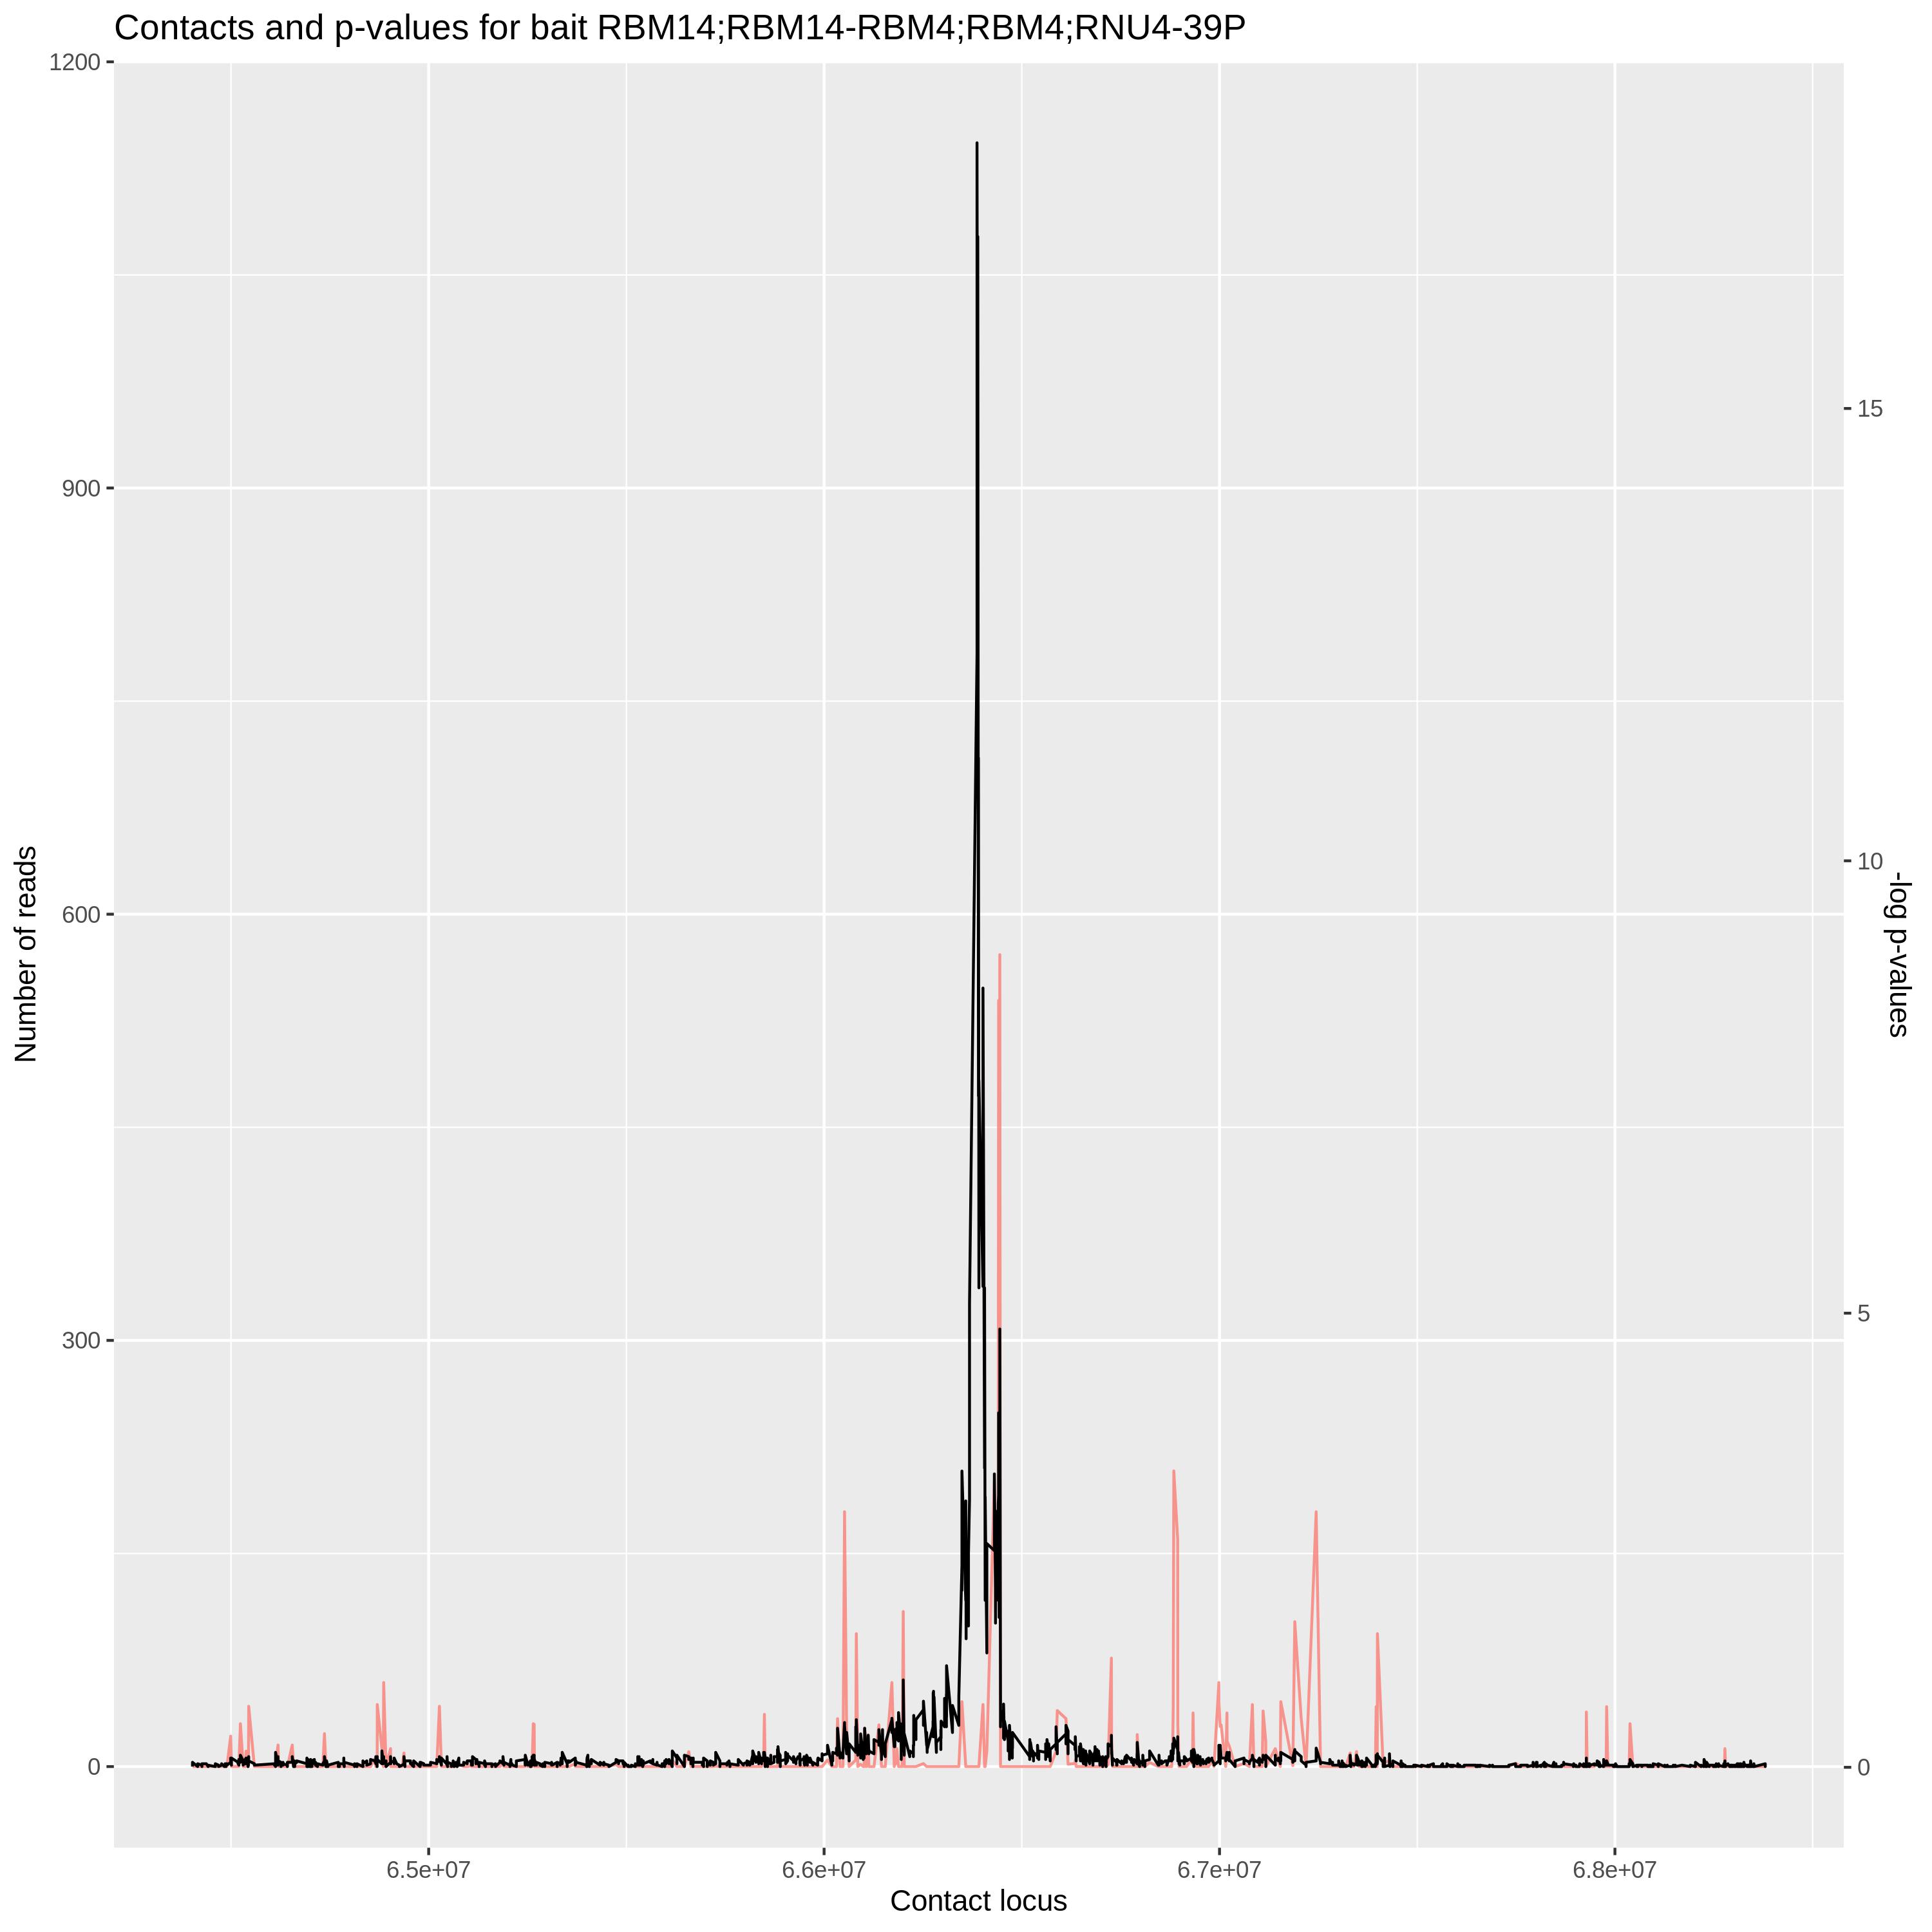 Contacts and p-values for bait RBM14;RBM14-RBM4;RBM4;RNU4-39P
1200
900
600
300
0
Number of reads
15
10
5
0
-log p-values
6.5e+07
6.6e+07
6.7e+07
6.8e+07
Contact locus